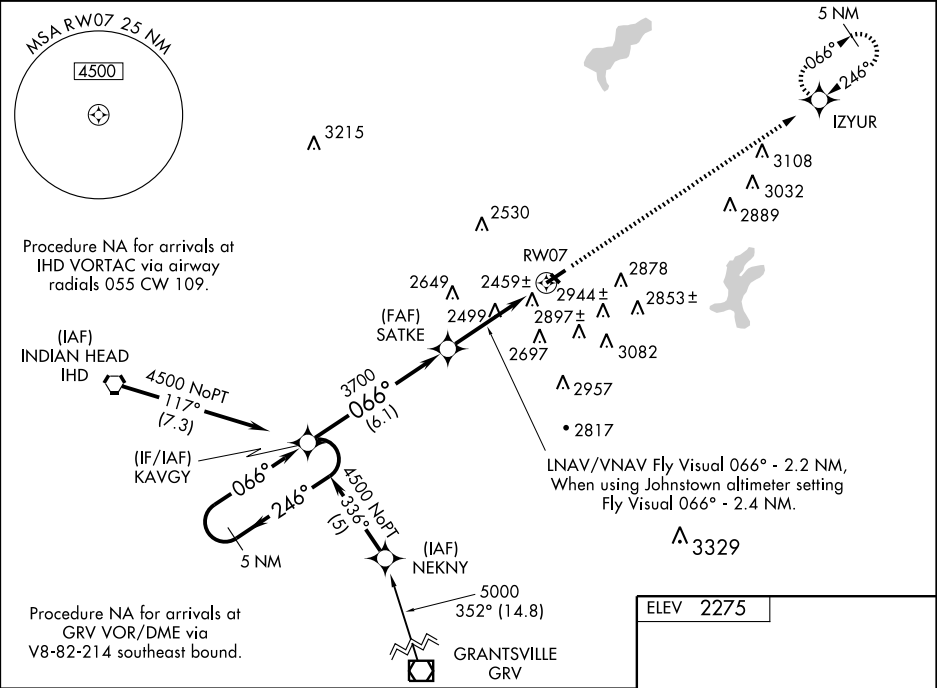 MSA RW07 25 NM
4500
5 NM
066°
246°
IZYUR
3215
3108
3032
2889
2530
Procedure NA for arrivals at
IHD VORTAC via airway
radials 055 CW 109.
RW07
2649
2459±
2944±
2878
2853±
2499
2897±
(FAF)
SATKE
2697
3082
(IAF)
INDIAN HEAD
IHD
4500 NoPT
117°
(7.3)
3700
066°
(6.1)
2957
2817
(IF/IAF)
KAVGY
LNAV/VNAV Fly Visual 066° - 2.2 NM,
When using Johnstown altimeter setting
Fly Visual 066° - 2.4 NM.
066°
246°
5 NM
4500 NoPT
336°
(5)
3329
(IAF)
NEKNY
5000
352° (14.8)
Procedure NA for arrivals at
GRV VOR/DME via
V8-82-214 southeast bound.
GRANTSVILLE
GRV
ELEV 2275